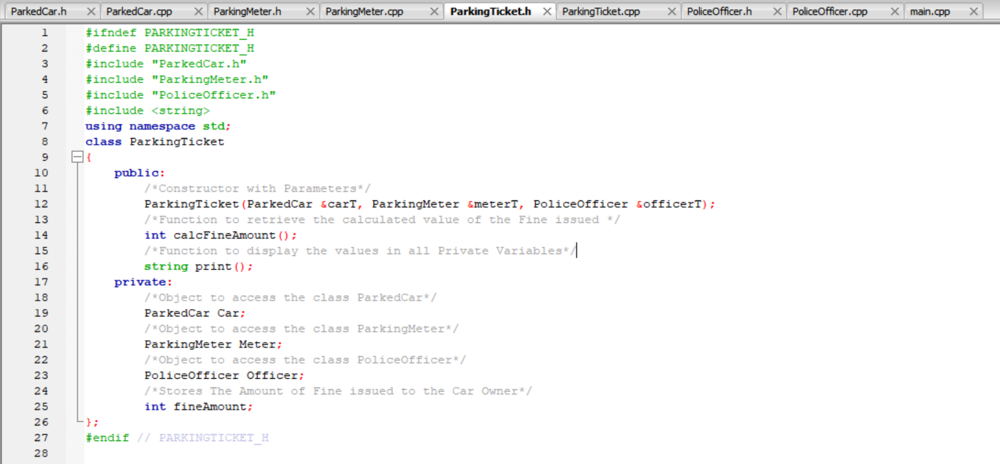 ParkedCar.h ParkedCar.cpp ParkingMeter.h ParkingMeter.cpp ParkingTicket.h ParkingTicket.cpp PoliceOfficer.h PoliceOfficer.cpp main.cpp
1 #ifndef PARKINGTICKET_H
2 #define PARKINGTICKET_H
3 #include "ParkedCar.h"
4 #include "ParkingMeter.h"
5 #include "PoliceOfficer.h"
6 #include <string>
7 using namespace std;
8 class ParkingTicket
9 {
10 public:
11 /*Constructor with Parameters*/
12 ParkingTicket(ParkedCar &carT, ParkingMeter &meterT, PoliceOfficer &officerT);
13 /*Function to retrieve the calculated value of the Fine issued */
14 int calcFineAmount();
15 /*Function to display the values in all Private Variables*/
16 string print();
17 private:
18 /*Object to access the class ParkedCar*/
19 ParkedCar Car;
20 /*Object to access the class ParkingMeter*/
21 ParkingMeter Meter;
22 /*Object to access the class PoliceOfficer*/
23 PoliceOfficer Officer;
24 /*Stores The Amount of Fine issued to the Car Owner*/
25 int fineAmount;
26 };
27 #endif // PARKINGTICKET_H
28